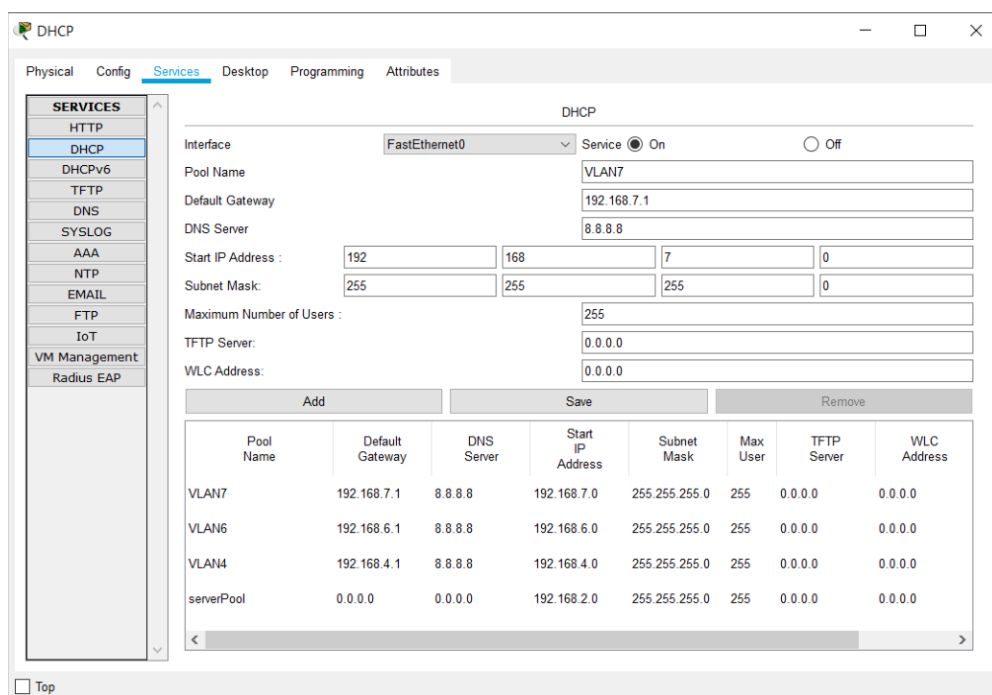 DHCP
Physical Config Services Desktop Programming Attributes
SERVICES
HTTP
DHCP
DHCPv6
TFTP
DNS
SYSLOG
AAA
NTP
EMAIL
FTP
IoT
VM Management
Radius EAP
DHCP
Interface FastEthernet0 Service On Off
Pool Name VLAN7
Default Gateway 192.168.7.1
DNS Server 8.8.8.8
Start IP Address : 192 168 7 0
Subnet Mask: 255 255 255 0
Maximum Number of Users : 255
TFTP Server: 0.0.0.0
WLC Address: 0.0.0.0
Add Save Remove
Pool Name Default Gateway DNS Server Start IP Address Subnet Mask Max User TFTP Server WLC Address
VLAN7 192.168.7.1 8.8.8.8 192.168.7.0 255.255.255.0 255 0.0.0.0 0.0.0.0
VLAN6 192.168.6.1 8.8.8.8 192.168.6.0 255.255.255.0 255 0.0.0.0 0.0.0.0
VLAN4 192.168.4.1 8.8.8.8 192.168.4.0 255.255.255.0 255 0.0.0.0 0.0.0.0
serverPool 0.0.0.0 0.0.0.0 192.168.2.0 255.255.255.0 255 0.0.0.0 0.0.0.0
Top